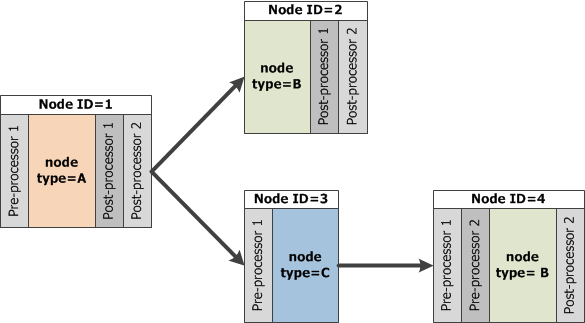 Node ID=1
Pre-processor 1
node
type=A
Post-processor 1
Post-processor 2
Node ID=2
node
type=B
Post-processor 1
Post-processor 2
Node ID=3
Pre-processor 1
node
type=C
Node ID=4
Pre-processor 1
Pre-processor 2
node
type= B
Post-processor 2